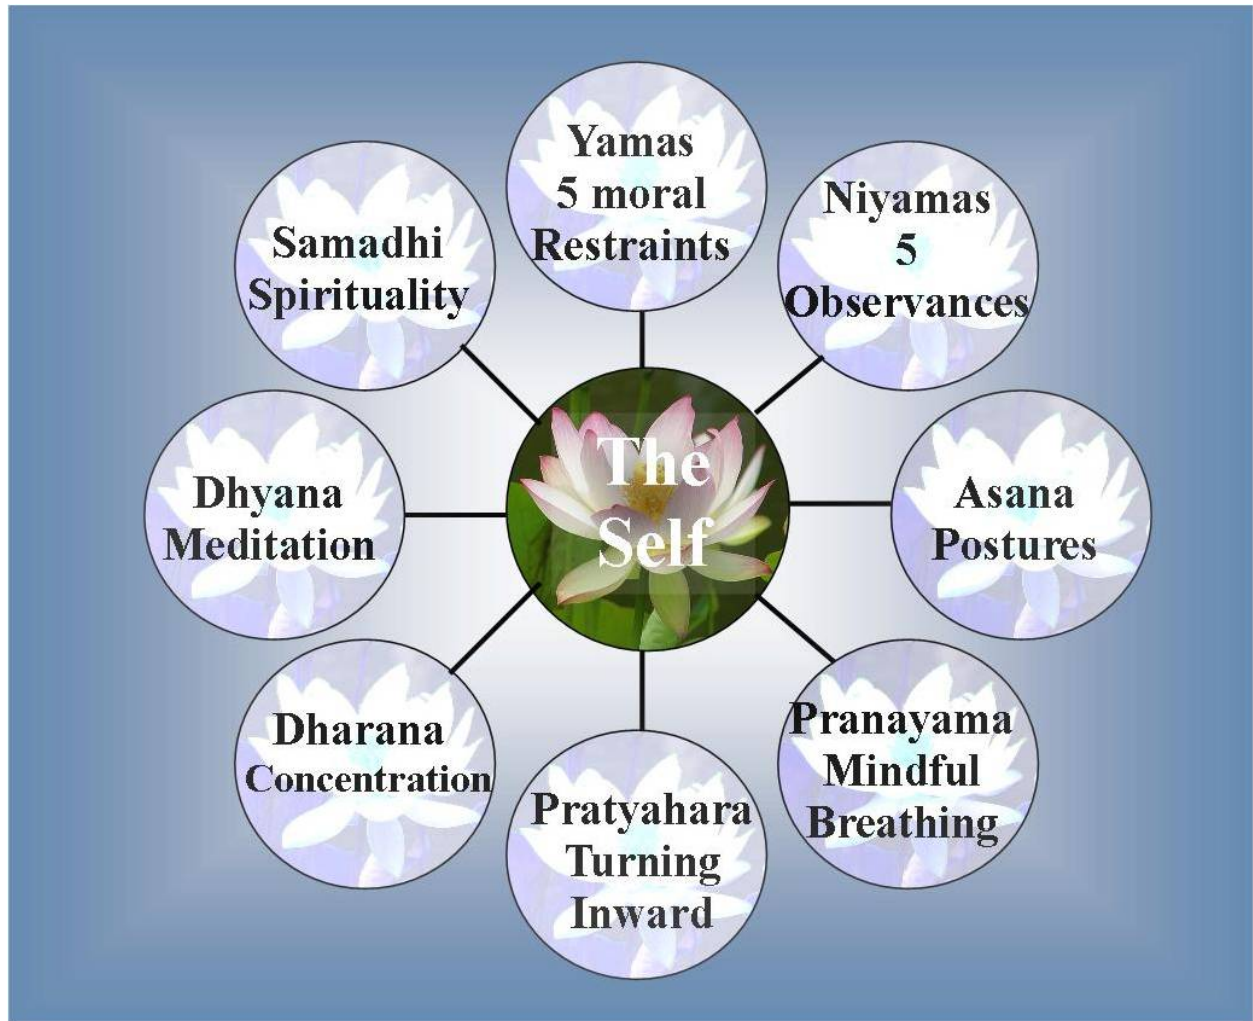 Yamas
5 moral
Restraints
Niyamas
5
Observances
Asana
Postures
Pranayama
Mindful
Breathing
Pratyahara
Turning
Inward
Dharana
Concentration
Dhyana
Meditation
Samadhi
Spirituality
The
Self